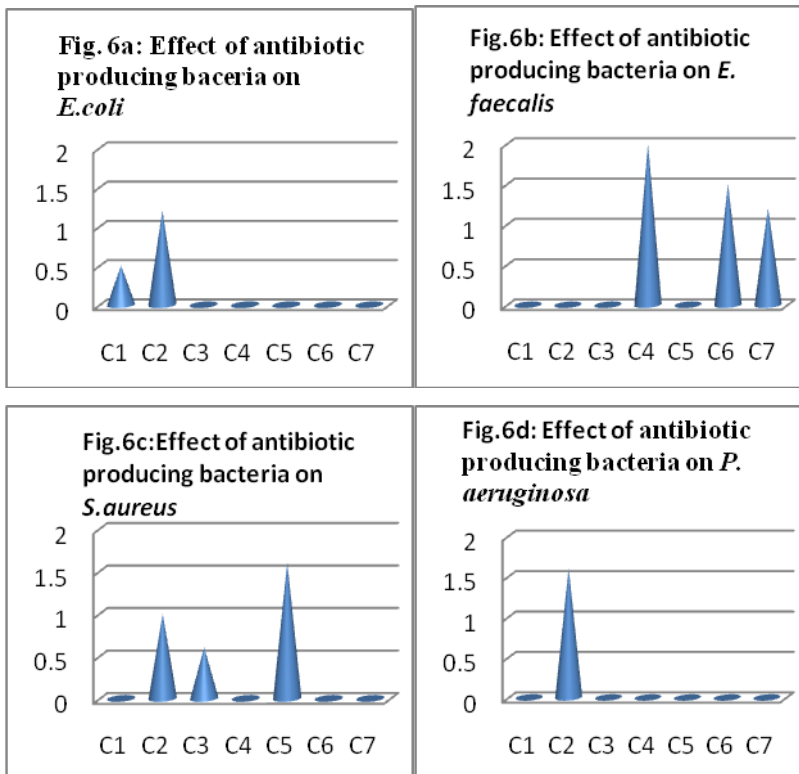 Fig. 6a: Effect of antibiotic
producing baceria on
E.coli
2
1.5
1
0.5
0
C1 C2 C3 C4 C5 C6 C7
Fig.6b: Effect of antibiotic
producing bacteria on E.
faecalis
2
1.5
1
0.5
0
C1 C2 C3 C4 C5 C6 C7
Fig.6c:Effect of antibiotic
producing bacteria on
S.aureus
2
1.5
1
0.5
0
C1 C2 C3 C4 C5 C6 C7
Fig.6d: Effect of antibiotic
producing bacteria on P.
aeruginosa
2
1.5
1
0.5
0
C1 C2 C3 C4 C5 C6 C7